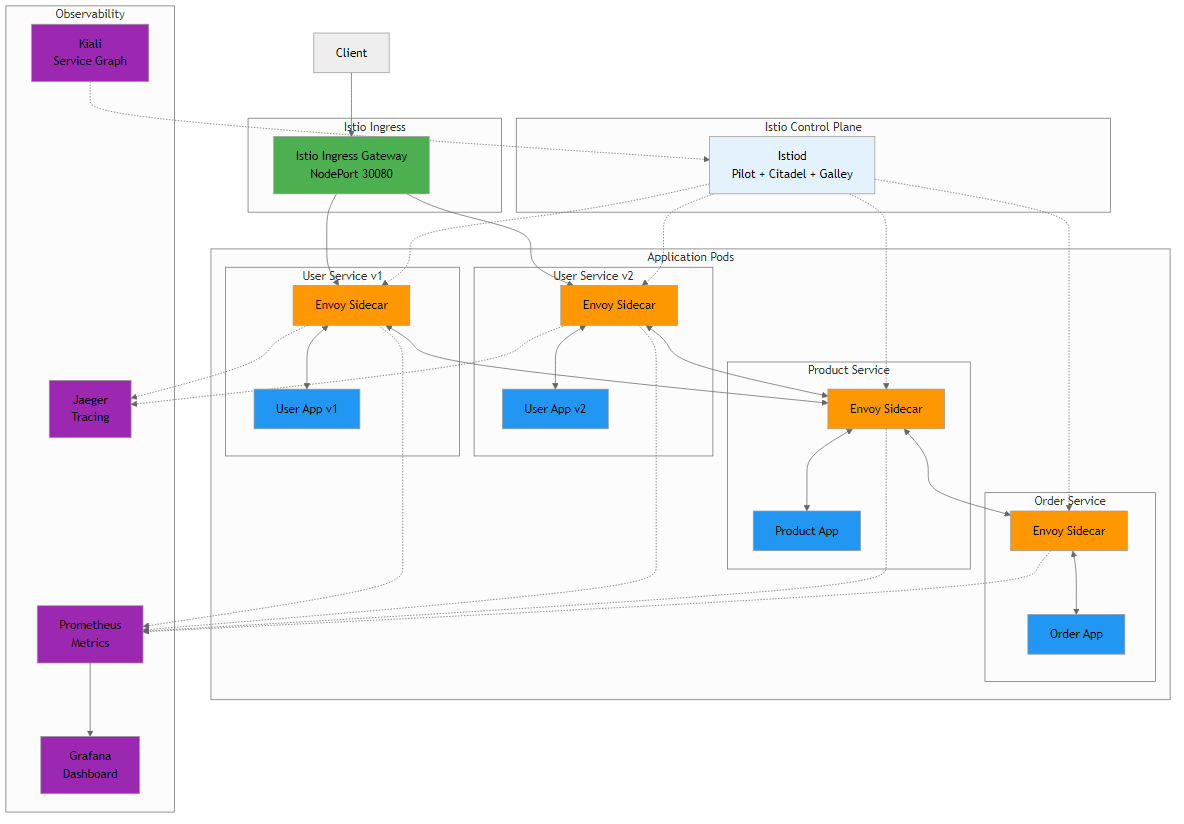 Observability
Kiali
Service Graph
Client
Istio Ingress
Istio Ingress Gateway
NodePort 30080
Istio Control Plane
Istiod
Pilot + Citadel + Galley
Application Pods
User Service v1
Envoy Sidecar
User App v1
User Service v2
Envoy Sidecar
User App v2
Product Service
Envoy Sidecar
Product App
Order Service
Envoy Sidecar
Order App
Jaeger
Tracing
Prometheus
Metrics
Grafana
Dashboard